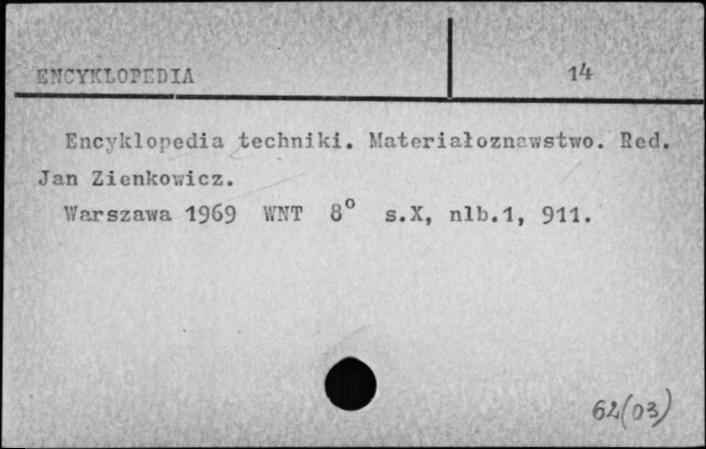 ENCYKLOPEDIA 14
Encyklopedia techniki. Materiałoznawstwo. Red.
Jan Zienkowicz.
Warszawa 1969 WNT 8° s.X, nlb.1, 911.
62(03)